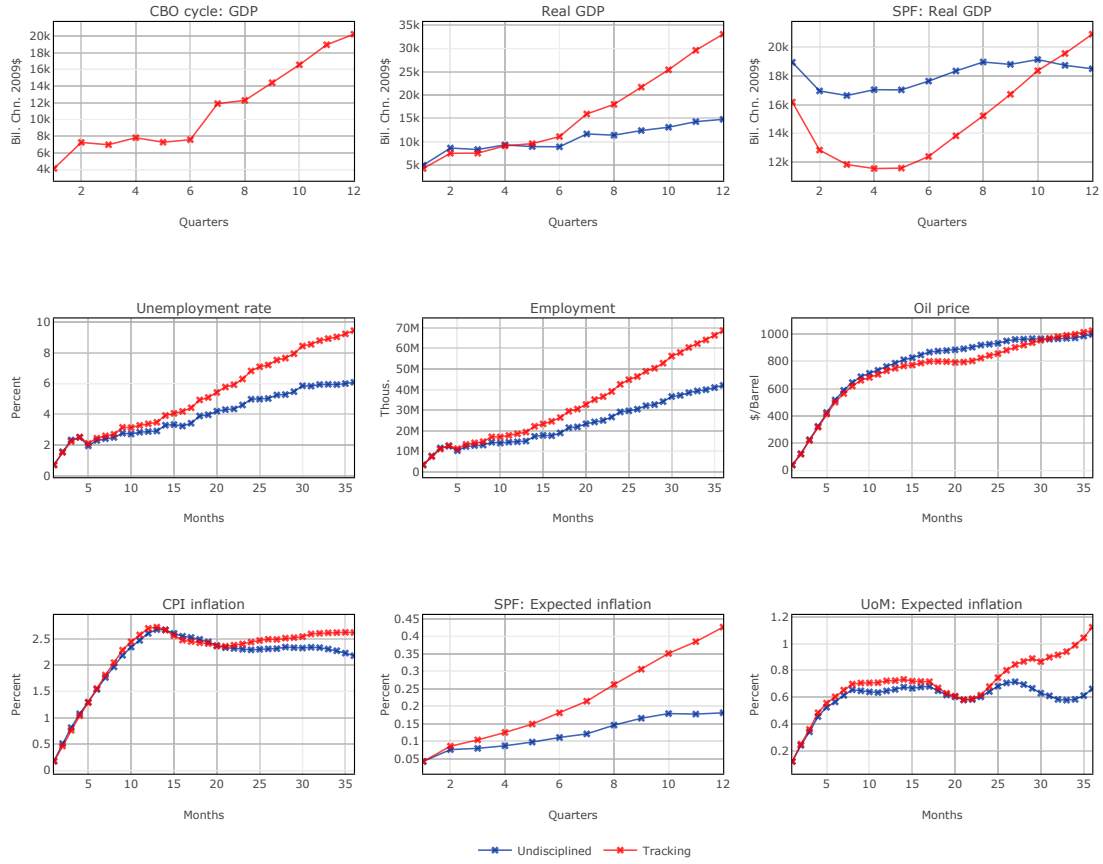 CBO cycle: GDP
Bil. Chn. 2009$
20k
18k
16k
14k
12k
10k
8k
6k
4k
2 4 6 8 10 12
Quarters
Real GDP
Bil. Chn. 2009$
35k
30k
25k
20k
15k
10k
5k
2 4 6 8 10 12
Quarters
SPF: Real GDP
Bil. Chn. 2009$
20k
18k
16k
14k
12k
2 4 6 8 10 12
Quarters
Unemployment rate
Percent
10
8
6
4
2
0
5 10 15 20 25 30 35
Months
Employment
Thous.
70M
60M
50M
40M
30M
20M
10M
0
5 10 15 20 25 30 35
Months
Oil price
$/Barrel
1000
800
600
400
200
0
5 10 15 20 25 30 35
Months
CPI inflation
Percent
2.5
2
1.5
1
0.5
0
5 10 15 20 25 30 35
Months
SPF: Expected inflation
Percent
0.45
0.4
0.35
0.3
0.25
0.2
0.15
0.1
0.05
2 4 6 8 10 12
Quarters
UoM: Expected inflation
Percent
1.2
1
0.8
0.6
0.4
0.2
5 10 15 20 25 30 35
Months
Undisciplined Tracking